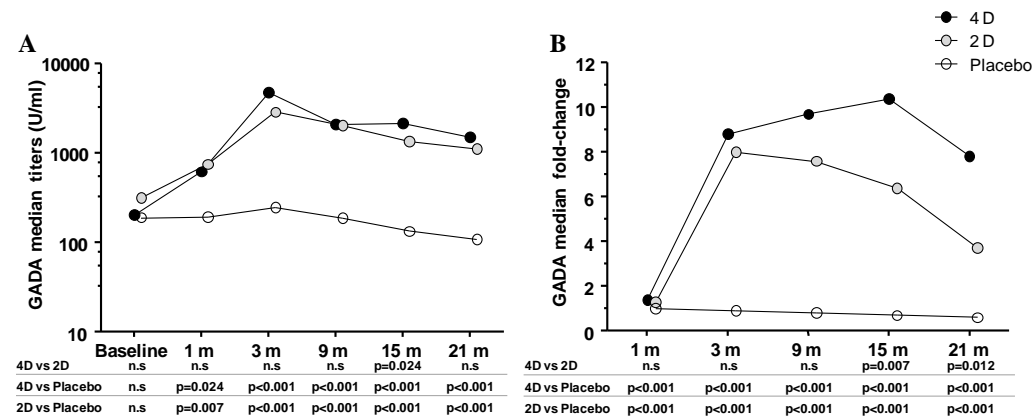 4 D
2 D
Placebo
A
B
GADA median titers (U/ml)
10000
1000
100
10
Baseline 1 m 3 m 9 m 15 m 21 m
4D vs 2D n.s n.s n.s n.s p=0.024 n.s
4D vs Placebo n.s p=0.024 p<0.001 p<0.001 p<0.001 p<0.001
2D vs Placebo n.s p=0.007 p<0.001 p<0.001 p<0.001 p<0.001
GADA median fold-change
12
10
8
6
4
2
0
1 m 3 m 9 m 15 m 21 m
4D vs 2D n.s n.s n.s p=0.007 p=0.012
4D vs Placebo p<0.001 p<0.001 p<0.001 p<0.001 p<0.001
2D vs Placebo p<0.001 p<0.001 p<0.001 p<0.001 p<0.001